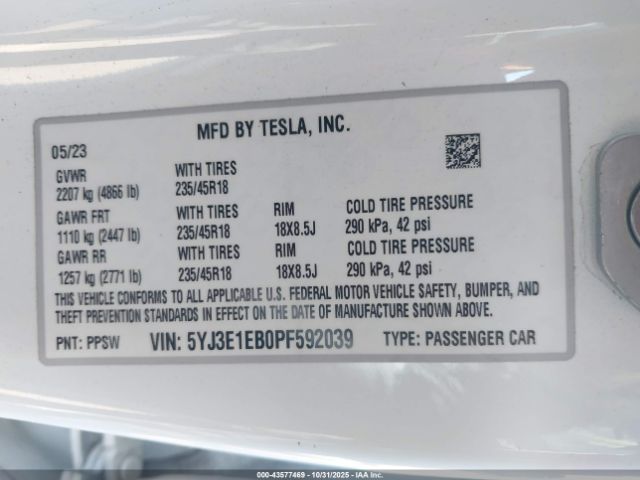 MFD BY TESLA, INC.
05/23
GVWR WITH TIRES
2207 kg (4866 lb) 235/45R18
GAWR FRT WITH TIRES RIM COLD TIRE PRESSURE
1110 kg (2447 lb) 235/45R18 18X8.5J 290 kPa, 42 psi
GAWR RR WITH TIRES RIM COLD TIRE PRESSURE
1257 kg (2771 lb) 235/45R18 18X8.5J 290 kPa, 42 psi
THIS VEHICLE CONFORMS TO ALL APPLICABLE U.S. FEDERAL MOTOR VEHICLE SAFETY, BUMPER, AND
THEFT PREVENTION STANDARDS IN EFFECT ON THE DATE OF MANUFACTURE SHOWN ABOVE.
PNT: PPSW VIN: 5YJ3E1EB0PF592039 TYPE: PASSENGER CAR
000-43577469 - 10/31/2025 - IAAI Inc.